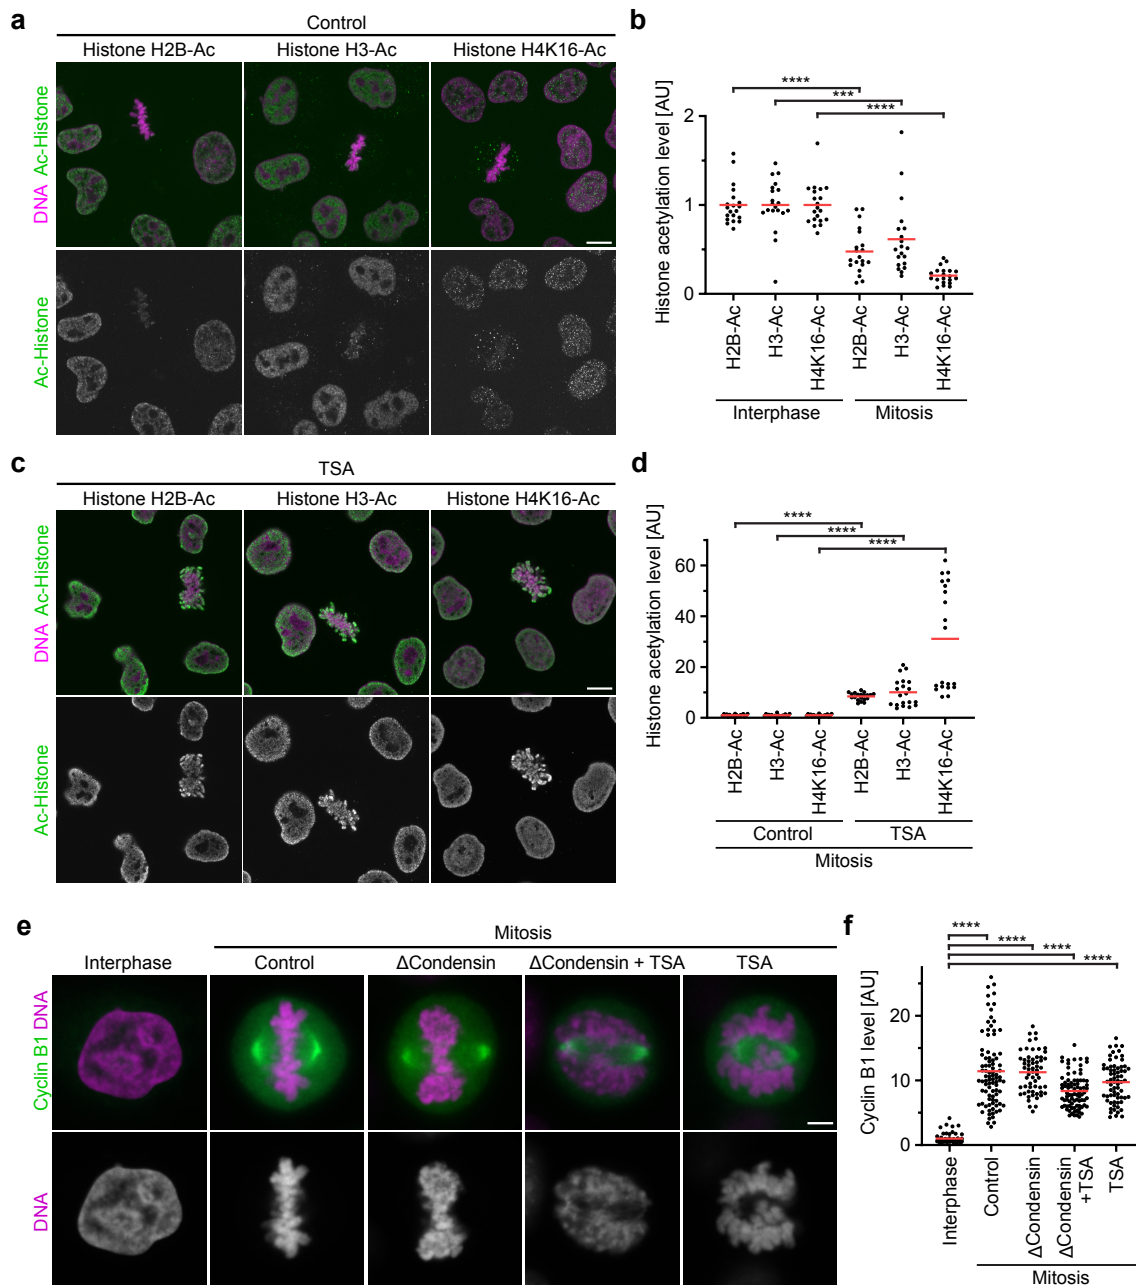 a
Control
Histone H2B-Ac Histone H3-Ac Histone H4K16-Ac
DNA Ac-Histone
Ac-Histone
b
**** 
***
****
Histone acetylation level [AU]
2
1
0
H2B-Ac
H3-Ac
H4K16-Ac
H2B-Ac
H3-Ac
H4K16-Ac
Interphase Mitosis
c
TSA
Histone H2B-Ac Histone H3-Ac Histone H4K16-Ac
DNA Ac-Histone
Ac-Histone
d
****
****
****
Histone acetylation level [AU]
60
40
20
0
H2B-Ac
H3-Ac
H4K16-Ac
H2B-Ac
H3-Ac
H4K16-Ac
Control TSA
Mitosis
e
Mitosis
Interphase Control ΔCondensin ΔCondensin + TSA TSA
Cyclin B1 DNA
DNA
f
****
****
****
****
Cyclin B1 level [AU]
20
10
0
Interphase
Control
ΔCondensin
ΔCondensin
+TSA
TSA
Mitosis